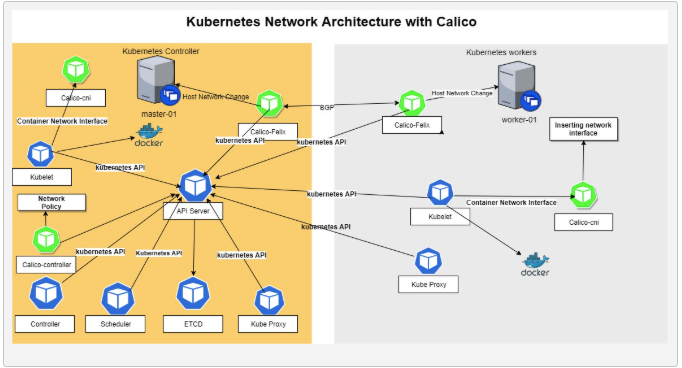 Kubernetes Network Architecture with Calico
Kubernetes Controller
Kubernetes workers
Calico-cni
master-01
Host Network Change
Host Network Change
worker-01
BGP
Container Network Interface
docker
Calico-Felix
Calico-Felix
Inserting network
interface
kubernetes API
kubernetes API
Kubelet
kubernetes API
Network
Policy
API Server
kubernetes API
Kubelet
Container Network Interface
Calico-cni
kubernetes API
Calico-controller
kubernetes API
Kubernetes API
kubernetes API
docker
Kube Proxy
Controller
Scheduler
ETCD
Kube Proxy